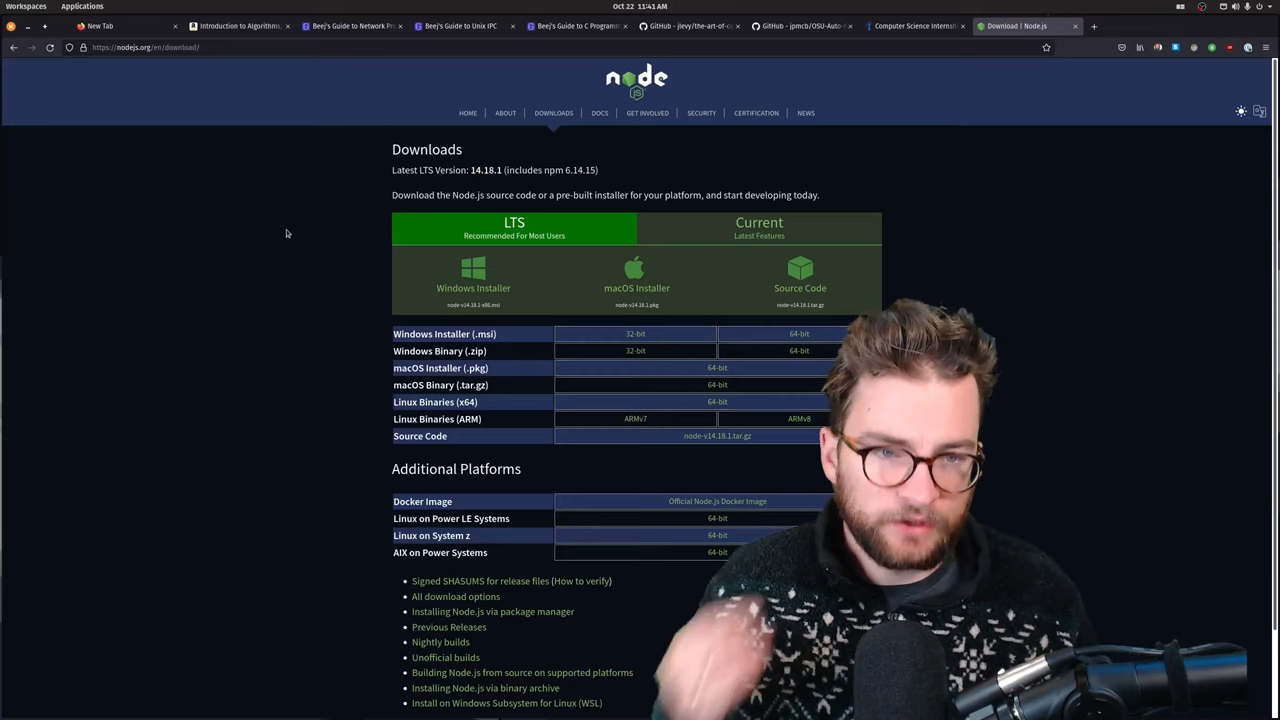 Workspaces Applications Oct 22 11:41 AM
New Tab Introduction to Algorithms, Beej's Guide to Network Pro Beej's Guide to Unix IPC Beej's Guide to C Programm GitHub - jlevy/the-art-of-co GitHub - jpmcb/OSU-Auto- Computer Science Internsh Download | Node.js
https://nodejs.org/en/download/
node
JS
HOME ABOUT DOWNLOADS DOCS GET INVOLVED SECURITY CERTIFICATION NEWS
Downloads
Latest LTS Version: 14.18.1 (includes npm 6.14.15)
Download the Node.js source code or a pre-built installer for your platform, and start developing today.
LTS Current
Recommended For Most Users Latest Features
Windows Installer macOS Installer Source Code
node-v14.18.1-x86.msi node-v14.18.1.pkg node-v14.18.1.tar.gz
Windows Installer (.msi) 32-bit 64-bit
Windows Binary (.zip) 32-bit 64-bit
macOS Installer (.pkg) 64-bit
macOS Binary (.tar.gz) 64-bit
Linux Binaries (x64) 64-bit
Linux Binaries (ARM) ARMv7 ARMv8
Source Code node-v14.18.1.tar.gz
Additional Platforms
Docker Image Official Node.js Docker Image
Linux on Power LE Systems 64-bit
Linux on System z 64-bit
AIX on Power Systems 64-bit
Signed SHASUMS for release files (How to verify)
All download options
Installing Node.js via package manager
Previous Releases
Nightly builds
Unofficial builds
Building Node.js from source on supported platforms
Installing Node.js via binary archive
Install on Windows Subsystem for Linux (WSL)